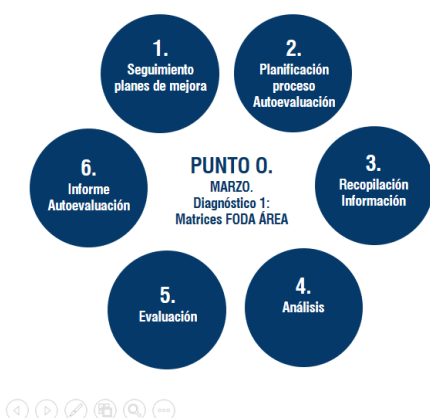 1.
Seguimiento
planes de mejora
2.
Planificación
proceso
Autoevaluación
3.
Recopilación
Información
4.
Análisis
5.
Evaluación
6.
Informe
Autoevaluación
PUNTO O.
MARZO.
Diagnóstico 1:
Matrices FODA ÁREA